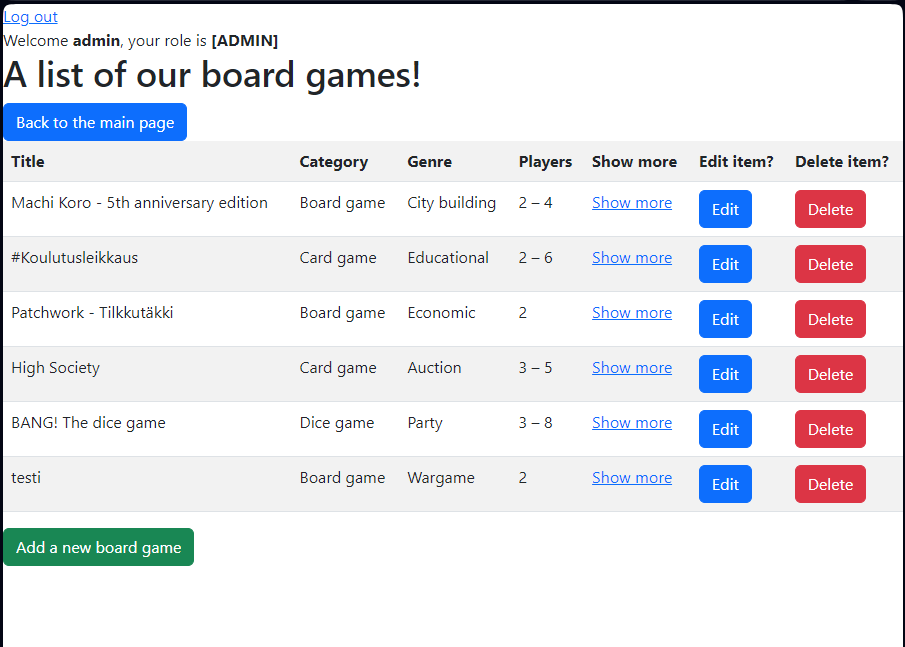 Log out
Welcome admin, your role is [ADMIN]
A list of our board games!
Back to the main page
Title Category Genre Players Show more Edit item? Delete item?
Machi Koro - 5th anniversary edition Board game City building 2 – 4 Show more Edit Delete
#Koulutusleikkaus Card game Educational 2 – 6 Show more Edit Delete
Patchwork - Tilkkutäkki Board game Economic 2 Show more Edit Delete
High Society Card game Auction 3 – 5 Show more Edit Delete
BANG! The dice game Dice game Party 3 – 8 Show more Edit Delete
testi Board game Wargame 2 Show more Edit Delete
Add a new board game